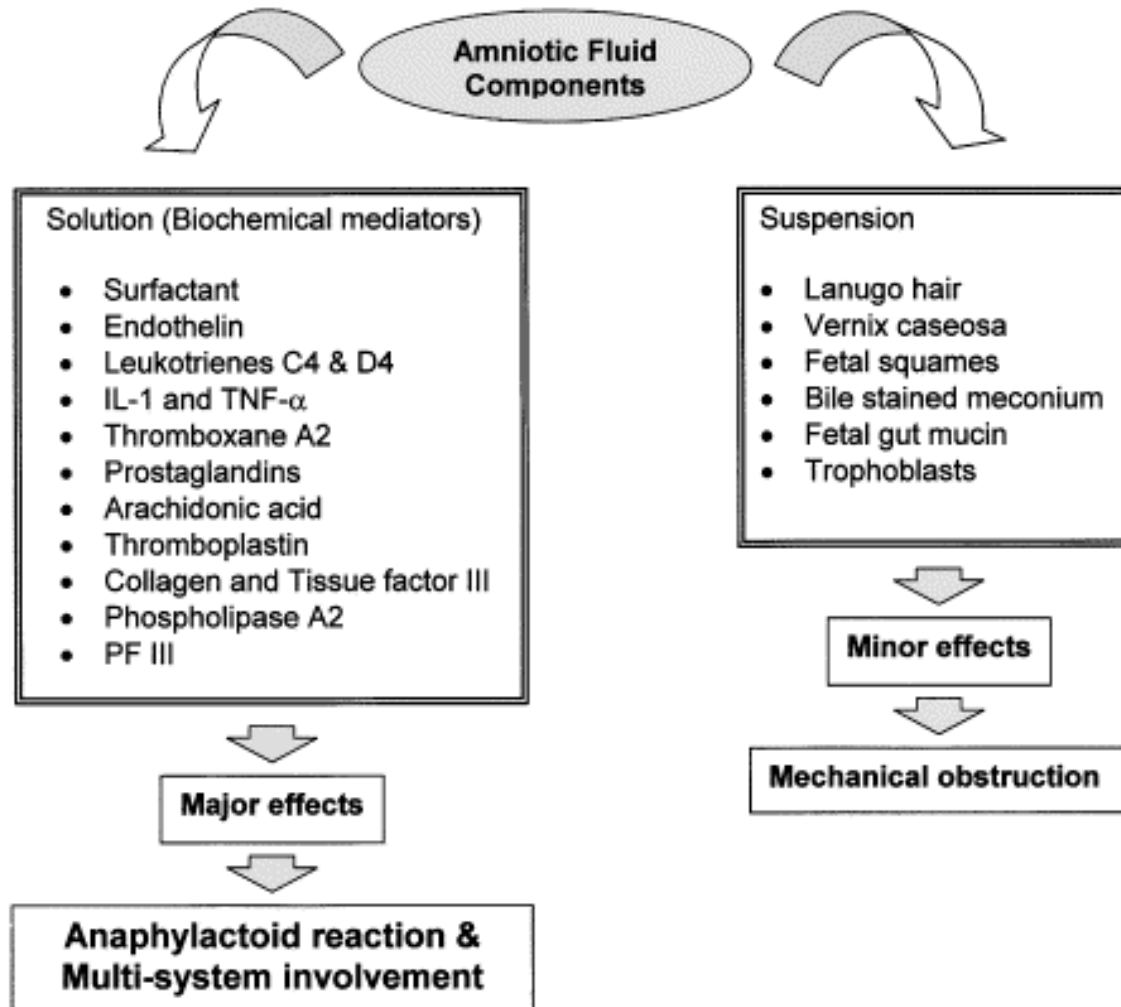 Amniotic Fluid
Components
Solution (Biochemical mediators)
• Surfactant
• Endothelin
• Leukotrienes C4 & D4
• IL-1 and TNF-α
• Thromboxane A2
• Prostaglandins
• Arachidonic acid
• Thromboplastin
• Collagen and Tissue factor III
• Phospholipase A2
• PF III
Major effects
Anaphylactoid reaction &
Multi-system involvement
Suspension
• Lanugo hair
• Vernix caseosa
• Fetal squames
• Bile stained meconium
• Fetal gut mucin
• Trophoblasts
Minor effects
Mechanical obstruction